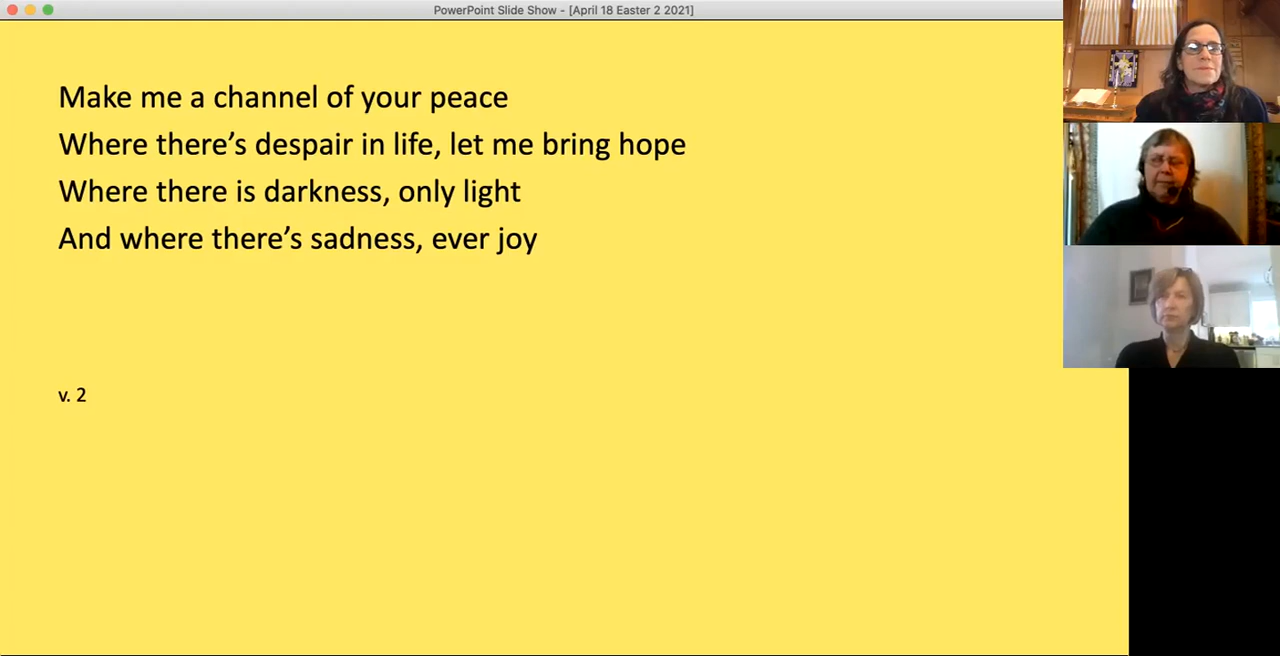 PowerPoint Slide Show - [April 18 Easter 2 2021]
Make me a channel of your peace
Where there’s despair in life, let me bring hope
Where there is darkness, only light
And where there’s sadness, ever joy
v. 2